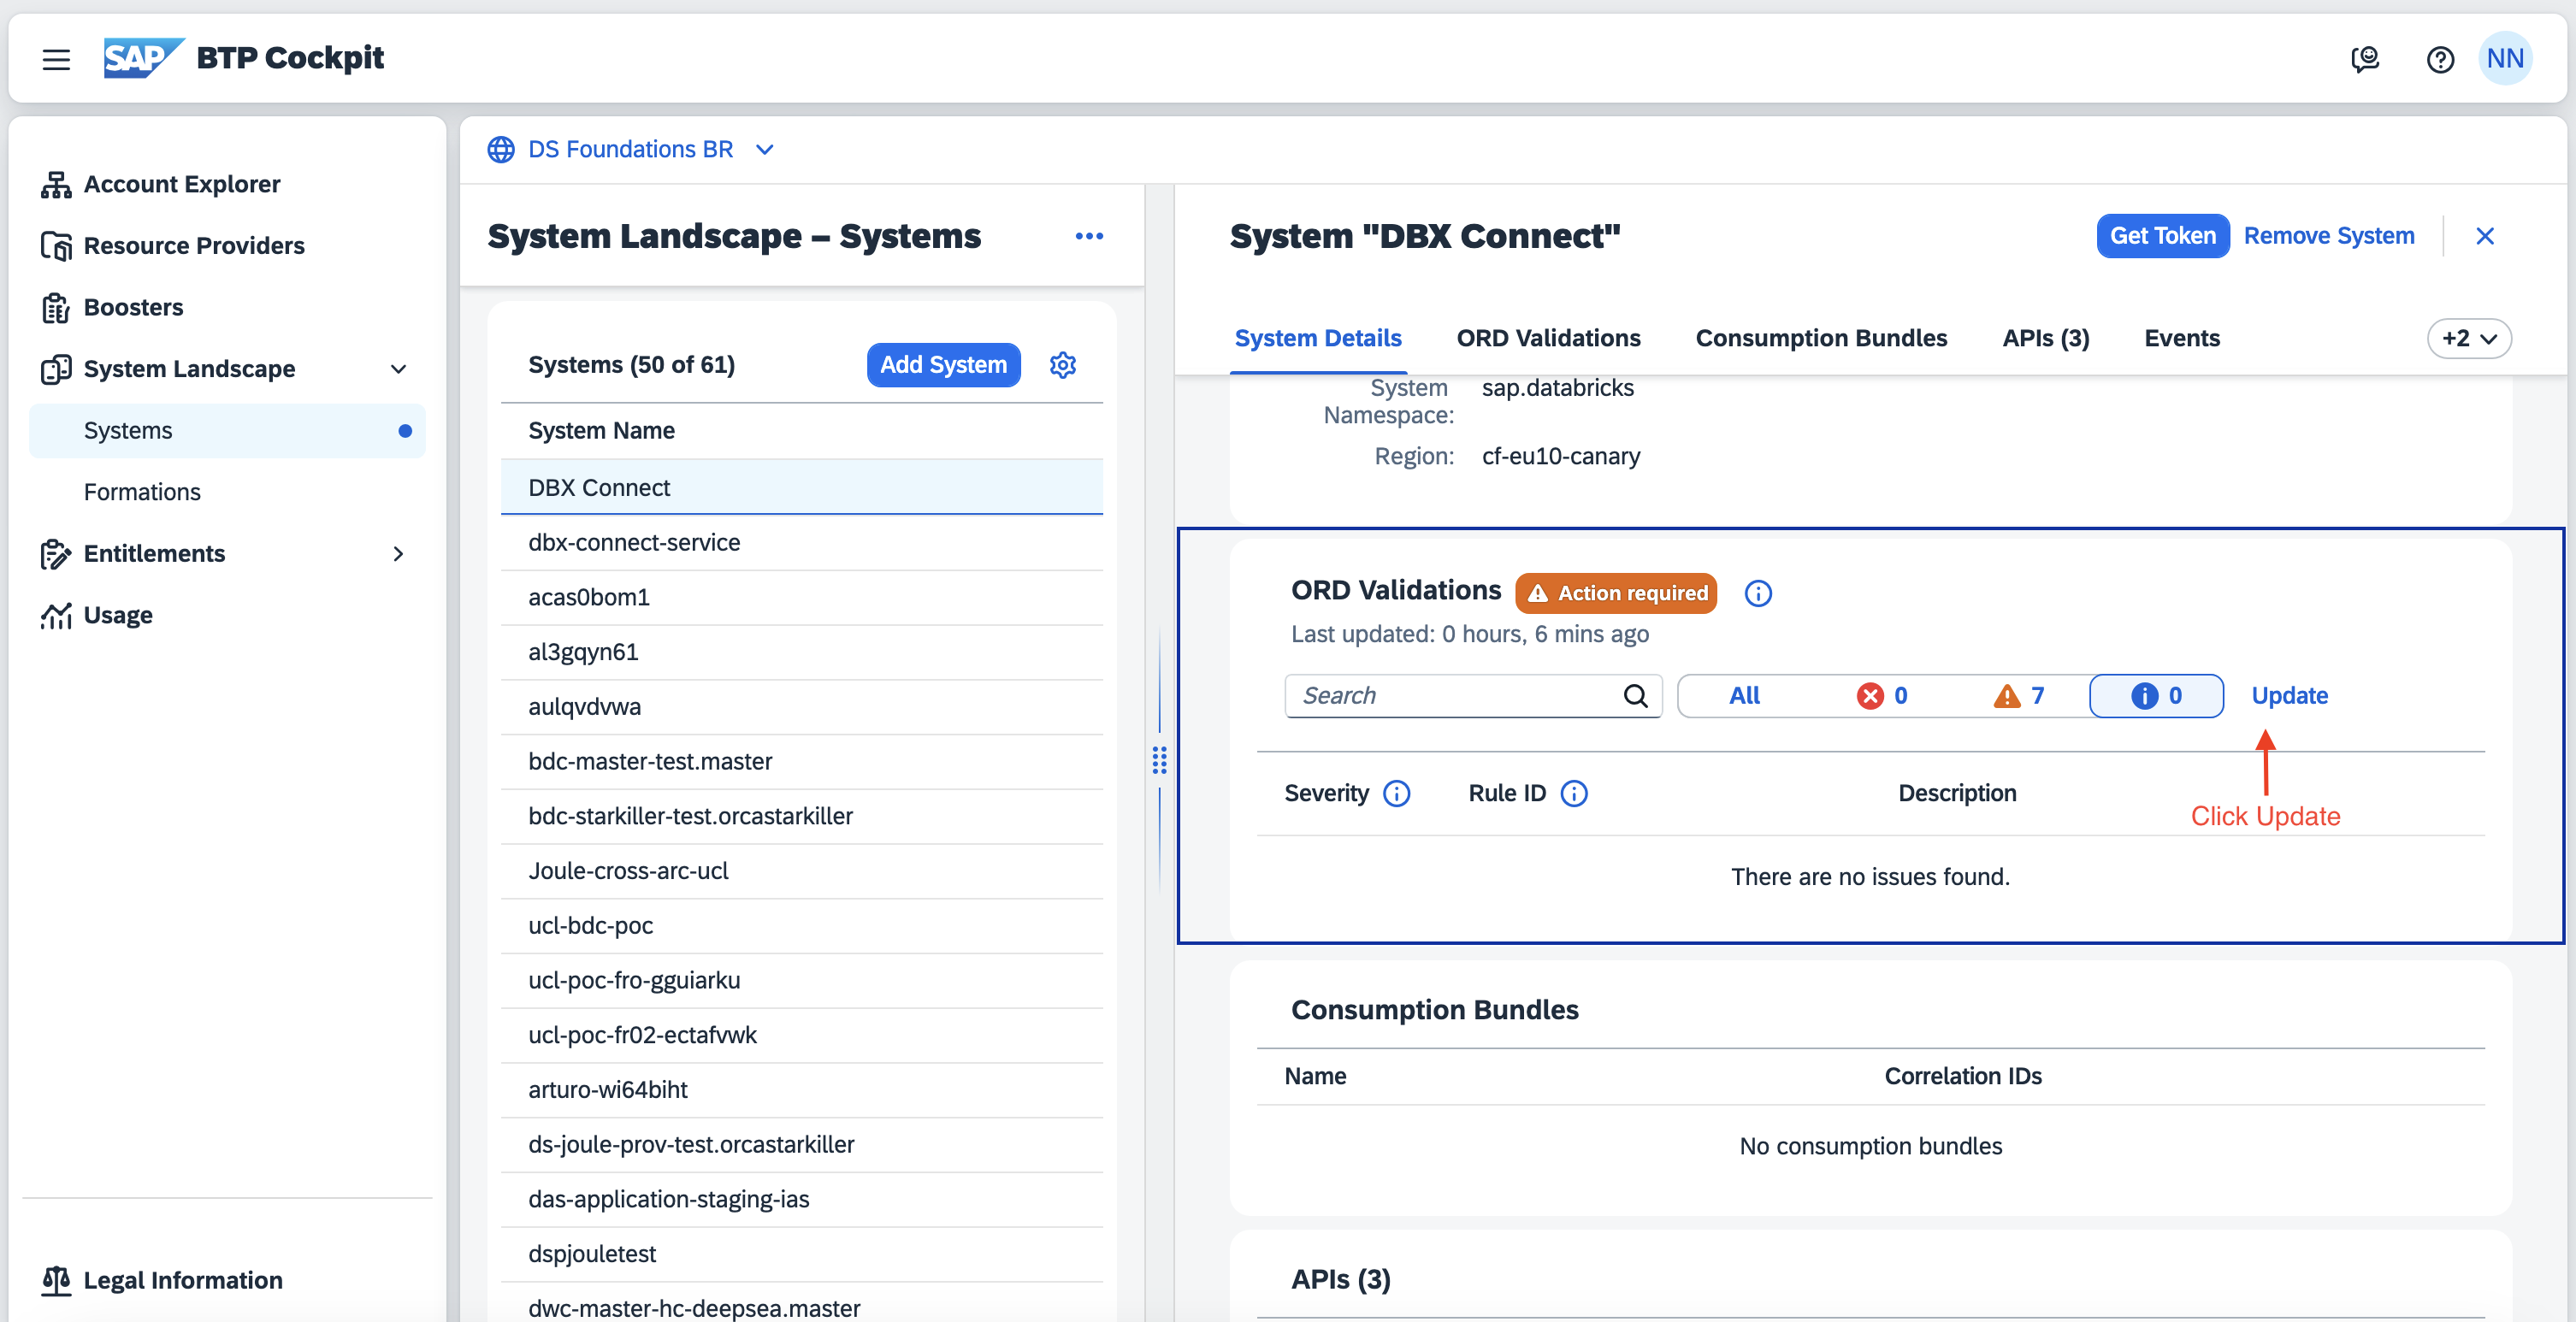 SAP BTP Cockpit
NN
Account Explorer
Resource Providers
Boosters
System Landscape
Systems
Formations
Entitlements
Usage
Legal Information
DS Foundations BR
System Landscape – Systems
Systems (50 of 61)
Add System
System Name
DBX Connect
dbx-connect-service
acas0bom1
al3gqyn61
aulqvdvwa
bdc-master-test.master
bdc-starkiller-test.orcastarkiller
Joule-cross-arc-ucl
ucl-bdc-poc
ucl-poc-fro-gguiarku
ucl-poc-fr02-ectafvwk
arturo-wi64biht
ds-joule-prov-test.orcastarkiller
das-application-staging-ias
dspjouletest
dwc-master-hc-deepsea.master
System "DBX Connect"
Get Token
Remove System
System Details
ORD Validations
Consumption Bundles
APIs (3)
Events
+2
System Namespace: sap.databricks
Region: cf-eu10-canary
ORD Validations
Action required
Last updated: 0 hours, 6 mins ago
Search
All
0
7
0
Update
Click Update
Severity
Rule ID
Description
There are no issues found.
Consumption Bundles
Name
Correlation IDs
No consumption bundles
APIs (3)